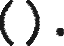 () .